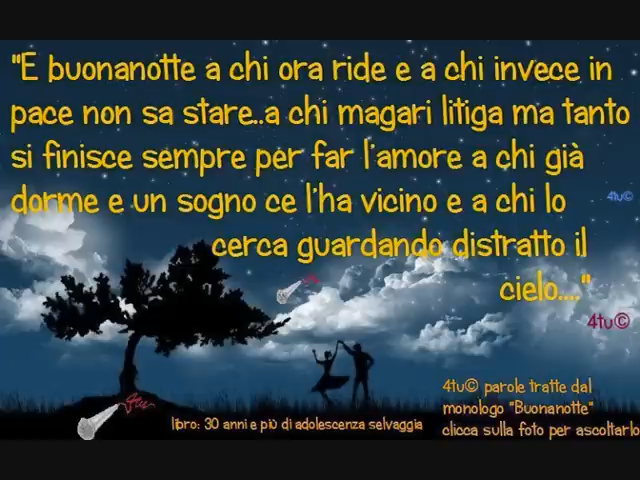 "E buonanotte a chi ora ride e a chi invece in
pace non sa stare..a chi magari litiga ma tanto
si finisce sempre per far l'amore a chi già
dorme e un sogno ce l'ha vicino e a chi lo
cerca guardando distratto il
cielo...."
4tu©
4tu©
4tu© parole tratte dal
monologo "Buonanotte"
clicca sulla foto per ascoltarlo
libro: 30 anni e più di adolescenza selvaggia
4tu